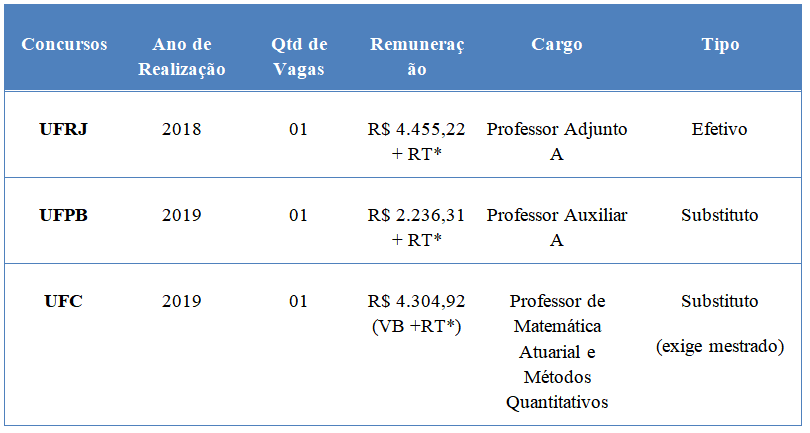 Concursos
Ano de
Realização
Qtd de
Vagas
Remuneraç
ão
Cargo
Tipo
UFRJ
2018
01
R$ 4.455,22
+ RT*
Professor Adjunto
A
Efetivo
UFPB
2019
01
R$ 2.236,31
+ RT*
Professor Auxiliar
A
Substituto
UFC
2019
01
R$ 4.304,92
(VB +RT*)
Professor de
Matemática
Atuarial e
Métodos
Quantitativos
Substituto
(exige mestrado)